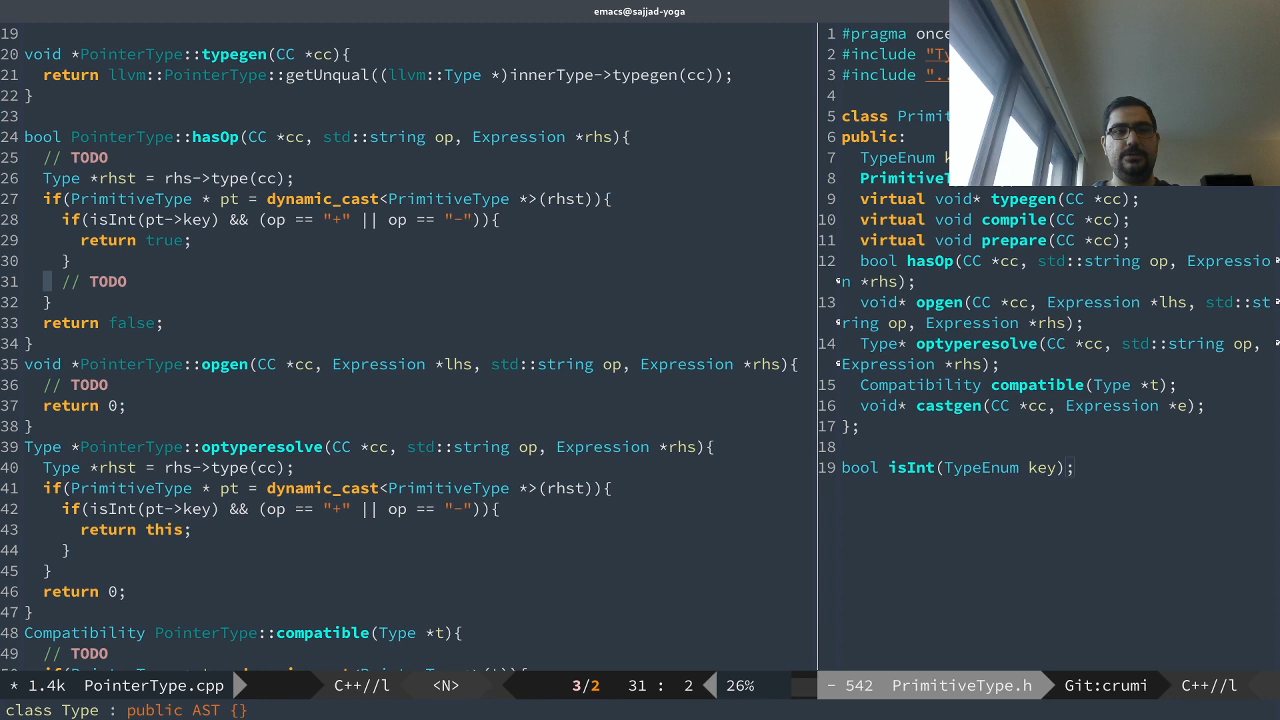 emacs@sajjad-yoga
19
20 void *PointerType::typegen(CC *cc){
21 return llvm::PointerType::getUnqual((llvm::Type *)innerType->typegen(cc));
22 }
23
24 bool PointerType::hasOp(CC *cc, std::string op, Expression *rhs){
25 // TODO
26 Type *rhst = rhs->type(cc);
27 if(PrimitiveType * pt = dynamic_cast<PrimitiveType *>(rhst)){
28 if(isInt(pt->key) && (op == "+" || op == "-")){
29 return true;
30 }
31 // TODO
32 }
33 return false;
34 }
35 void *PointerType::opgen(CC *cc, Expression *lhs, std::string op, Expression *rhs){
36 // TODO
37 return 0;
38 }
39 Type *PointerType::optyperesolve(CC *cc, std::string op, Expression *rhs){
40 Type *rhst = rhs->type(cc);
41 if(PrimitiveType * pt = dynamic_cast<PrimitiveType *>(rhst)){
42 if(isInt(pt->key) && (op == "+" || op == "-")){
43 return this;
44 }
45 }
46 return 0;
47 }
48 Compatibility PointerType::compatible(Type *t){
49 // TODO
* 1.4k PointerType.cpp C++//l <N> 3/2 31 : 2 26%
class Type : public AST {}
1 #pragma once
2 #include "Ty
3 #include "..
4
5 class Primit
6 public:
7 TypeEnum k
8 PrimitiveT
9 virtual void* typegen(CC *cc);
10 virtual void compile(CC *cc);
11 virtual void prepare(CC *cc);
12 bool hasOp(CC *cc, std::string op, Expressio
n *rhs);
13 void* opgen(CC *cc, Expression *lhs, std::st
ring op, Expression *rhs);
14 Type* optyperesolve(CC *cc, std::string op,
Expression *rhs);
15 Compatibility compatible(Type *t);
16 void* castgen(CC *cc, Expression *e);
17 };
18
19 bool isInt(TypeEnum key);
- 542 PrimitiveType.h Git:crumi C++//l